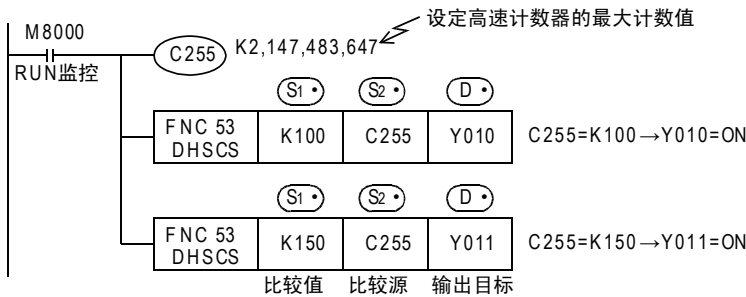 设定高速计数器的最大计数值
M8000
C255 K2,147,483,647
RUN监控
S1• S2• D•
FNC 53 DHSCS K100 C255 Y010 C255=K100→Y010=ON
S1• S2• D•
FNC 53 DHSCS K150 C255 Y011 C255=K150→Y011=ON
比较值 比较源 输出目标